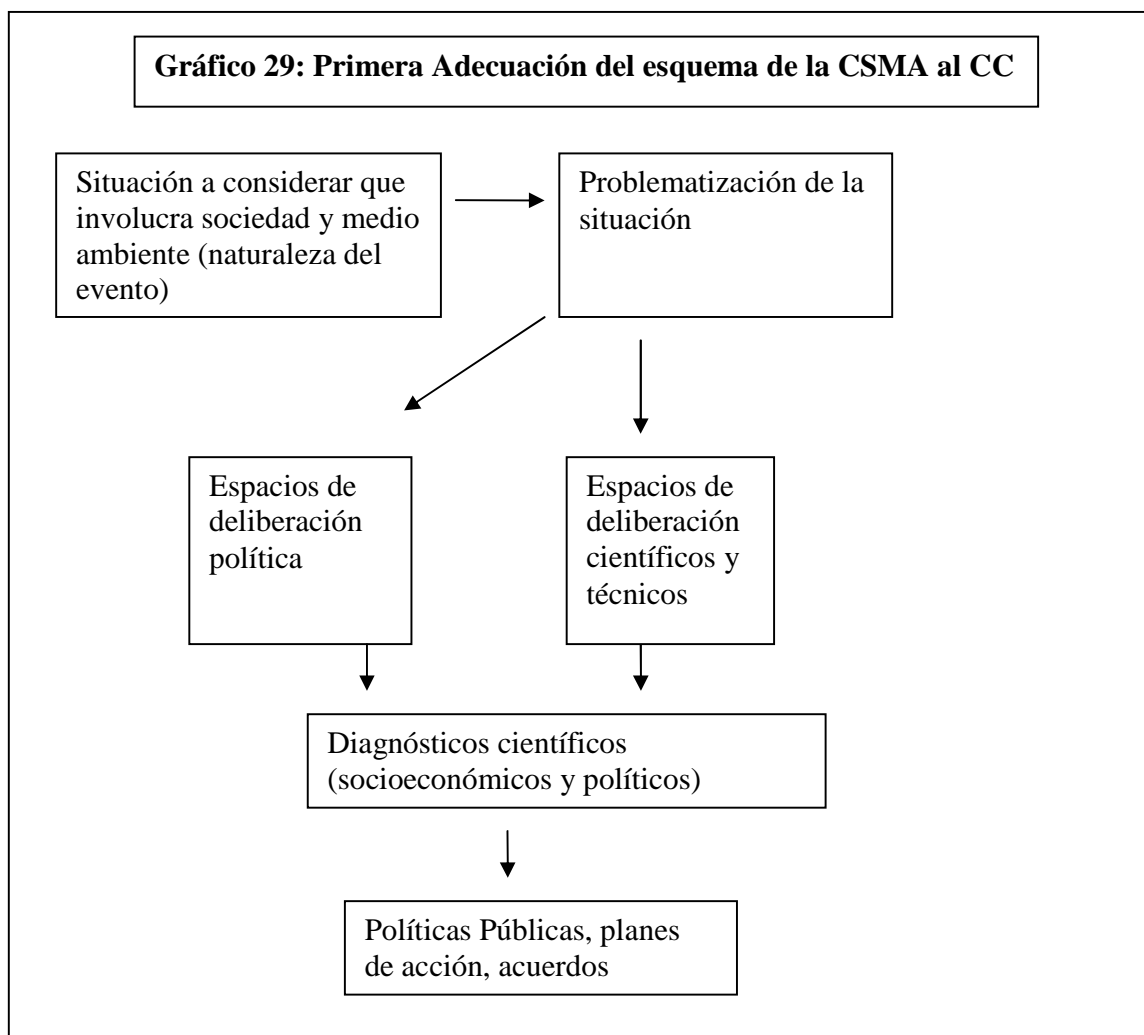 Gráfico 29: Primera Adecuación del esquema de la CSMA al CC
Situación a considerar que
involucra sociedad y medio
ambiente (naturaleza del
evento)
Problematización de la
situación
Espacios de
deliberación
política
Espacios de
deliberación
científicos y
técnicos
Diagnósticos científicos
(socioeconómicos y políticos)
Políticas Públicas, planes
de acción, acuerdos